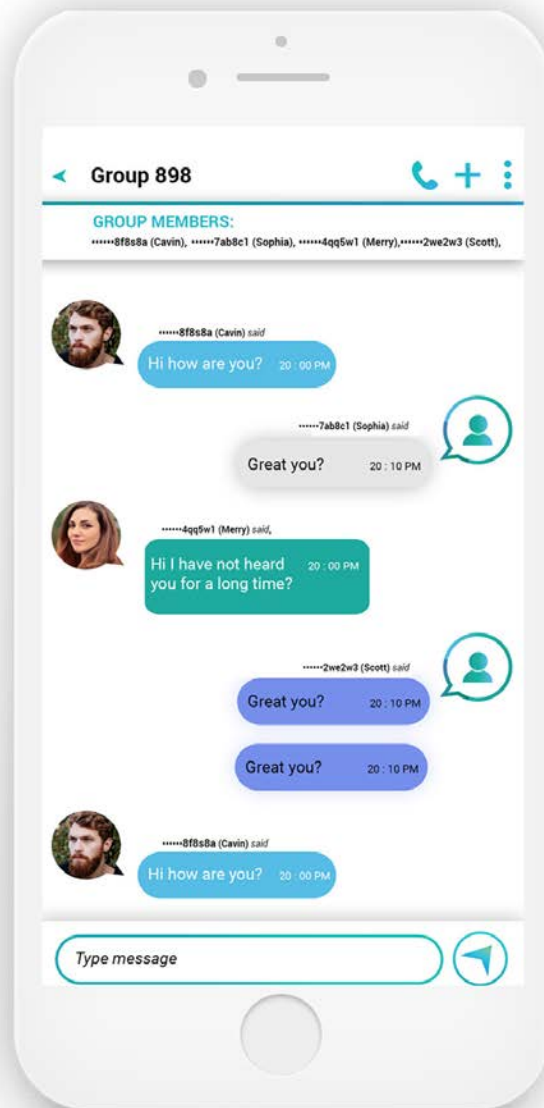 Group 898
GROUP MEMBERS:
••••••8f8s8a (Cavin), ••••••7ab8c1 (Sophia), ••••••4qq5w1 (Merry),••••••2we2w3 (Scott),
••••••8f8s8a (Cavin) said
Hi how are you? 20 : 00 PM
••••••7ab8c1 (Sophia) said
Great you? 20 : 10 PM
••••••4qq5w1 (Merry) said,
Hi I have not heard 20 : 00 PM
you for a long time?
••••••2we2w3 (Scott) said
Great you? 20 : 10 PM
Great you? 20 : 10 PM
••••••8f8s8a (Cavin) said
Hi how are you? 20 : 00 PM
Type message